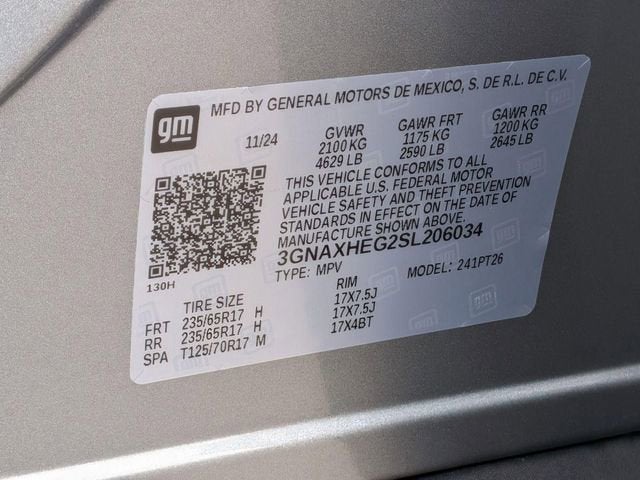 gm
MFD BY GENERAL MOTORS DE MEXICO, S. DE R.L. DE C.V.
11/24
GVWR
2100 KG
4629 LB
GAWR FRT
1175 KG
2590 LB
GAWR RR
1200 KG
2645 LB
THIS VEHICLE CONFORMS TO ALL
APPLICABLE U.S. FEDERAL MOTOR
VEHICLE SAFETY AND THEFT PREVENTION
STANDARDS IN EFFECT ON THE DATE OF
MANUFACTURE SHOWN ABOVE.
3GNAXHEG2SL206034
TYPE: MPV MODEL: 241PT26
130H
TIRE SIZE RIM
FRT 235/65R17 H 17X7.5J
RR 235/65R17 H 17X7.5J
SPA T125/70R17 M 17X4BT